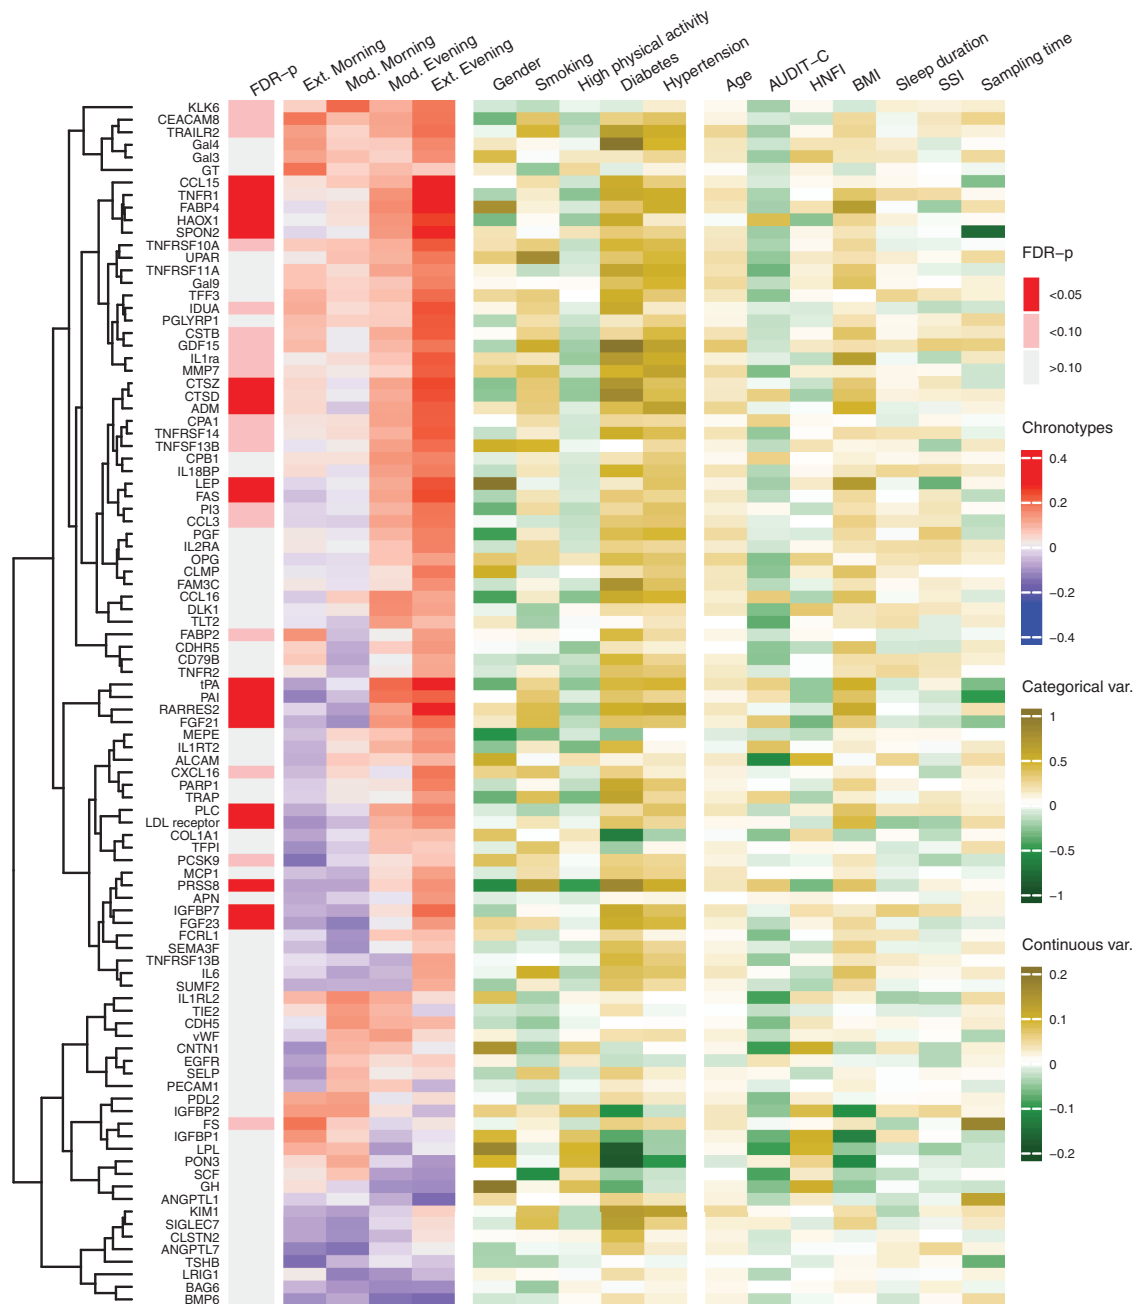 FDR−p
Ext. Morning
Mod. Morning
Mod. Evening
Ext. Evening
Gender
Smoking
High physical activity
Diabetes
Hypertension
Age
AUDIT−C
HNFI
BMI
Sleep duration
SSI
Sampling time
KLK6
CEACAM8
TRAILR2
Gal4
Gal3
GT
CCL15
TNFR1
FABP4
HAOX1
SPON2
TNFRSF10A
UPAR
TNFRSF11A
Gal9
TFF3
IDUA
PGLYRP1
CSTB
GDF15
IL1ra
MMP7
CTSZ
CTSD
ADM
CPA1
TNFRSF14
TNFSF13B
CPB1
IL18BP
LEP
FAS
PI3
CCL3
PGF
IL2RA
OPG
CLMP
FAM3C
CCL16
DLK1
TLT2
FABP2
CDHR5
CD79B
TNFR2
tPA
PAI
RARRES2
FGF21
MEPE
IL1RT2
ALCAM
CXCL16
PARP1
TRAP
PLC
LDL receptor
COL1A1
TFPI
PCSK9
MCP1
PRSS8
APN
IGFBP7
FGF23
FCRL1
SEMA3F
TNFRSF13B
IL6
SUMF2
IL1RL2
TIE2
CDH5
vWF
CNTN1
EGFR
SELP
PECAM1
PDL2
IGFBP2
FS
IGFBP1
LPL
PON3
SCF
GH
ANGPTL1
KIM1
SIGLEC7
CLSTN2
ANGPTL7
TSHB
LRIG1
BAG6
BMP6
FDR−p
<0.05
<0.10
>0.10
Chronotypes
0.4
0.2
0
−0.2
−0.4
Categorical var.
1
0.5
0
−0.5
−1
Continuous var.
0.2
0.1
0
−0.1
−0.2